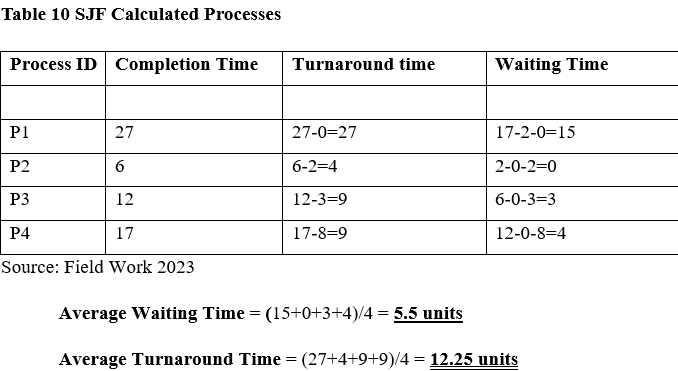 Table 10 SJF Calculated Processes
Process ID Completion Time Turnaround time Waiting Time
P1 27 27-0=27 17-2-0=15
P2 6 6-2=4 2-0-2=0
P3 12 12-3=9 6-0-3=3
P4 17 17-8=9 12-0-8=4
Source: Field Work 2023
Average Waiting Time = (15+0+3+4)/4 = 5.5 units
Average Turnaround Time = (27+4+9+9)/4 = 12.25 units